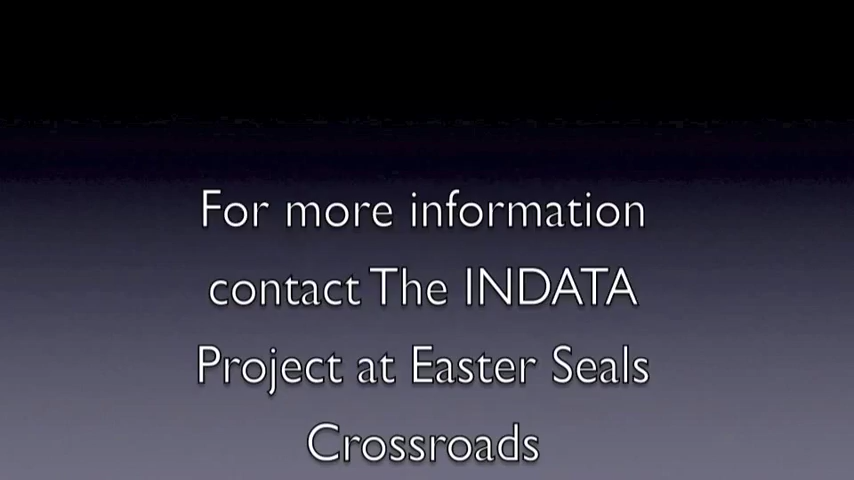 For more information
contact The INDATA
Project at Easter Seals
Crossroads